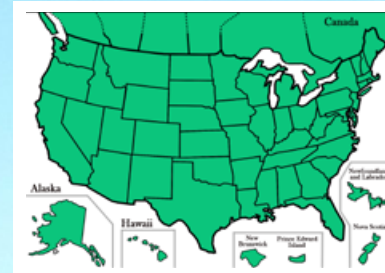 Canada
Alaska
Hawaii
New
Brunswick
Prince Edward
Island
Newfoundland
and Labrador
Nova Scotia